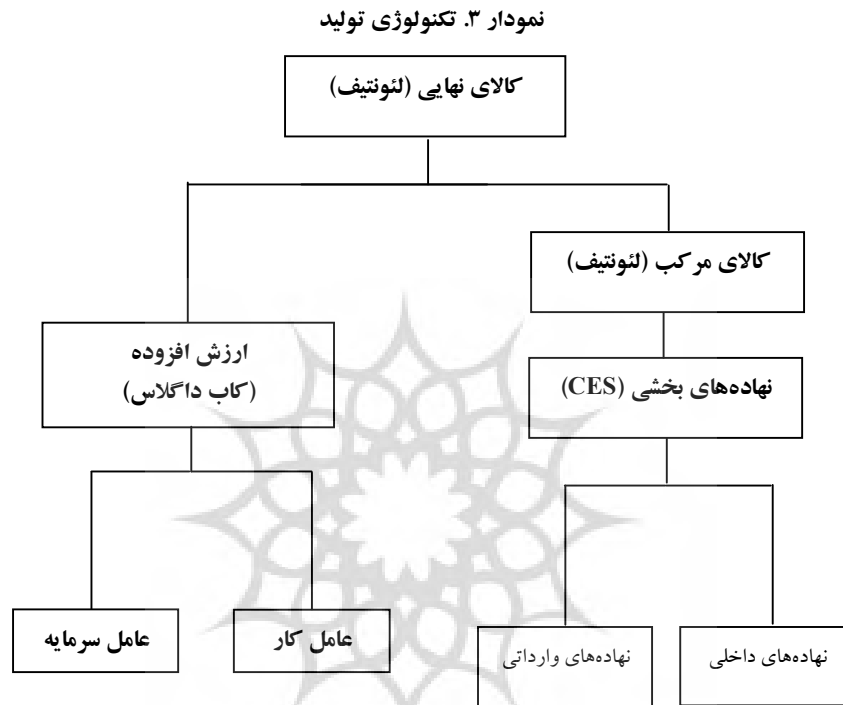 نمودار ۳. تکنولوژی تولید
کالای نهایی (لئونتیف)
کالای مرکب (لئونتیف)
ارزش افزوده
(کاب داگلاس)
نهاده‌های بخشی (CES)
نهاده‌های داخلی
نهاده‌های وارداتی
عامل کار
عامل سرمایه